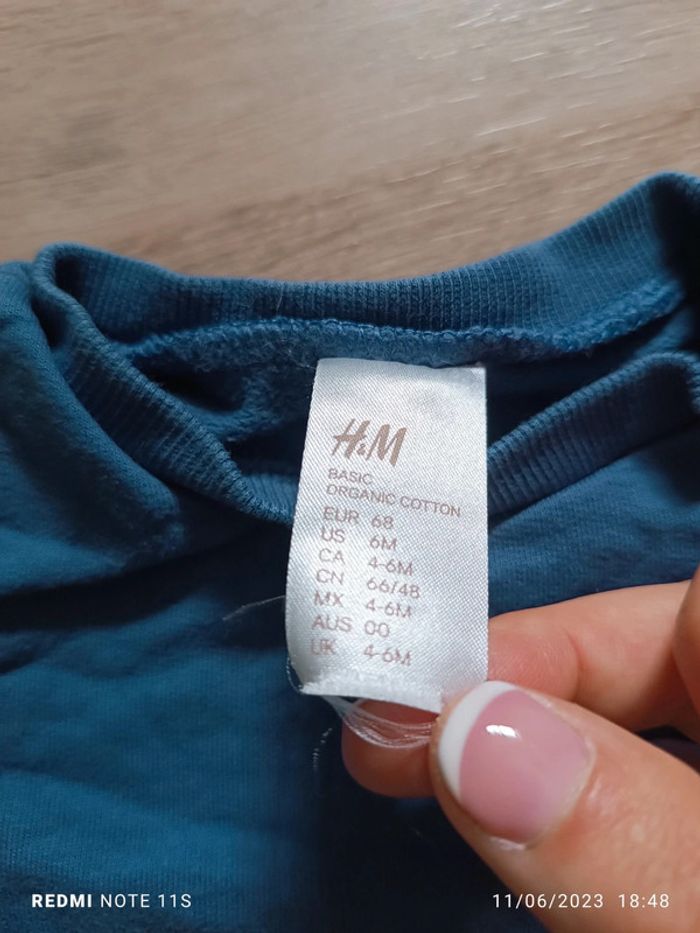 H&M
BASIC
ORGANIC COTTON
EUR 68
US 6M
CA 4-6M
CN 66/48
MX 4-6M
AUS 00
UK 4-6M
REDMI NOTE 11S
11/06/2023 18:48